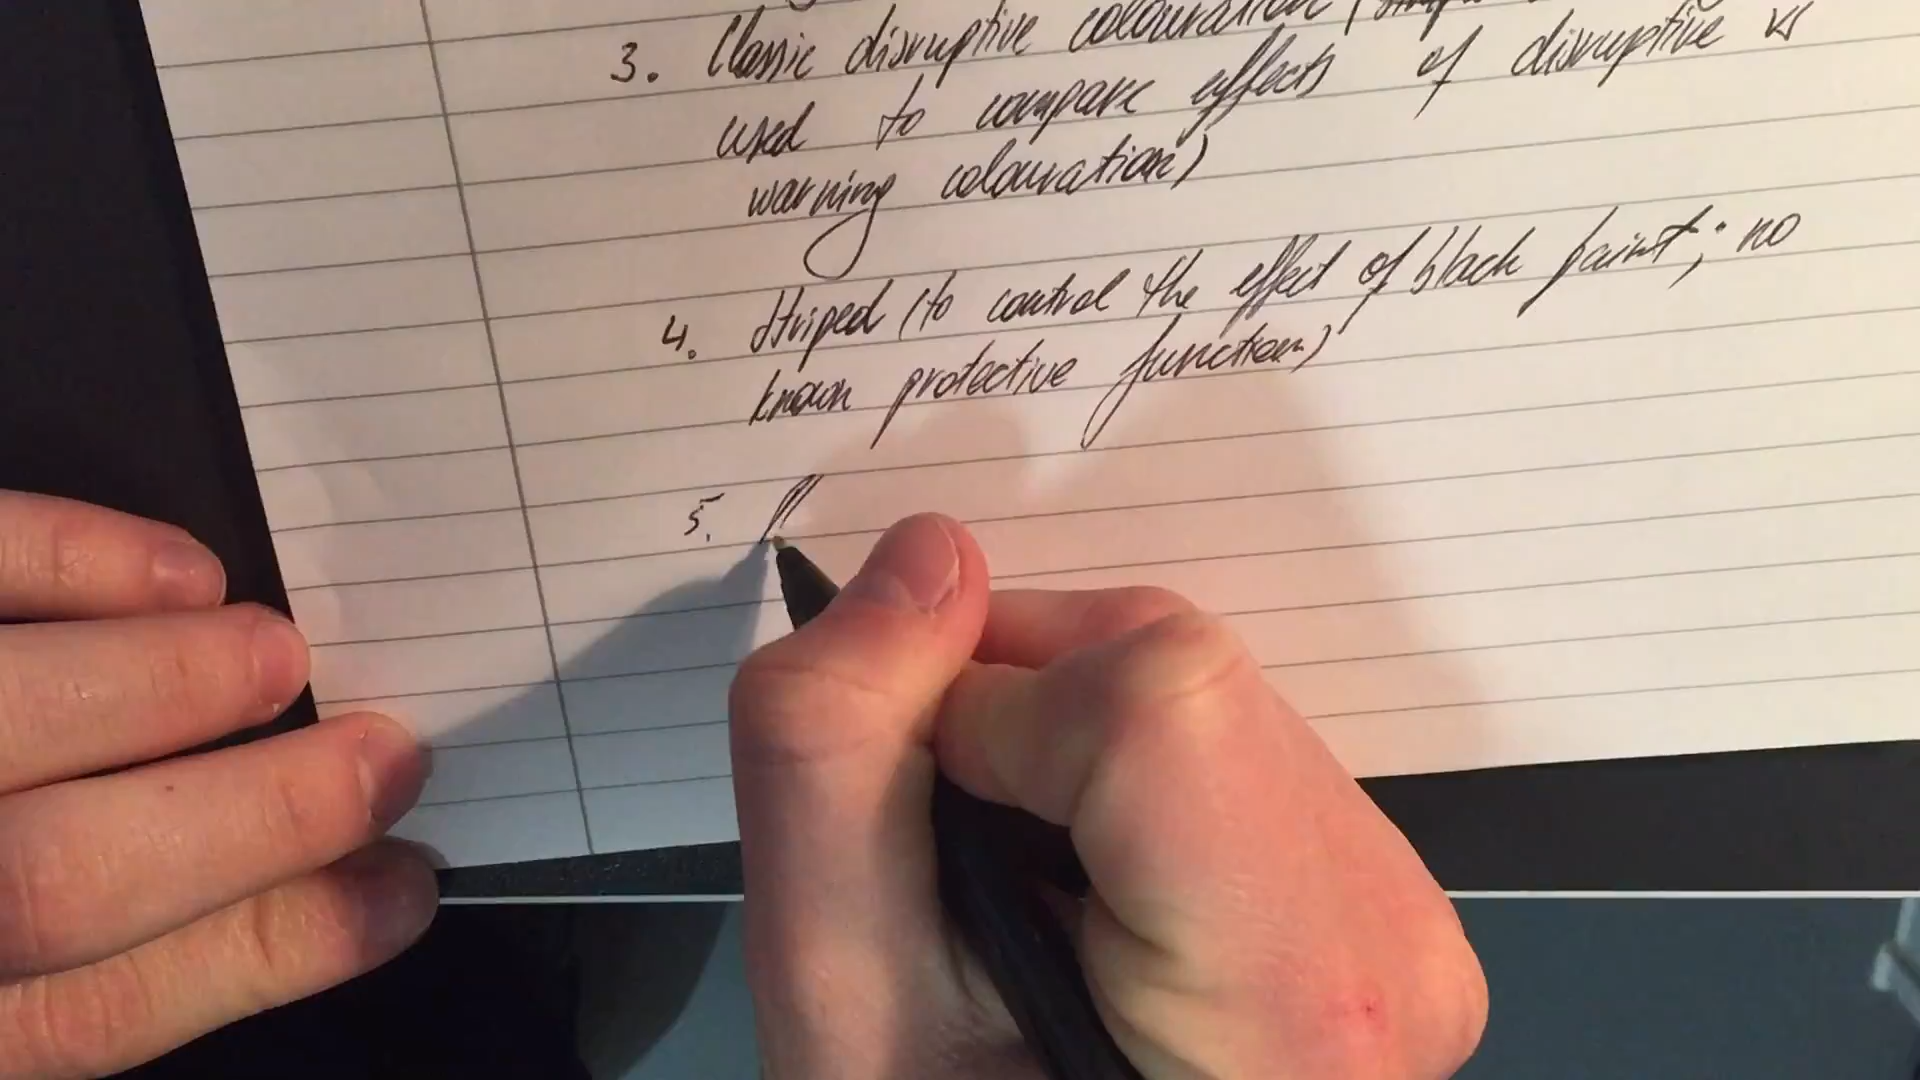 3. Classic disruptive colouration (
used to compare effects of disruptive vs
warning colouration)
4. Striped (to control the effect of black paint; no
known protective function)
5.